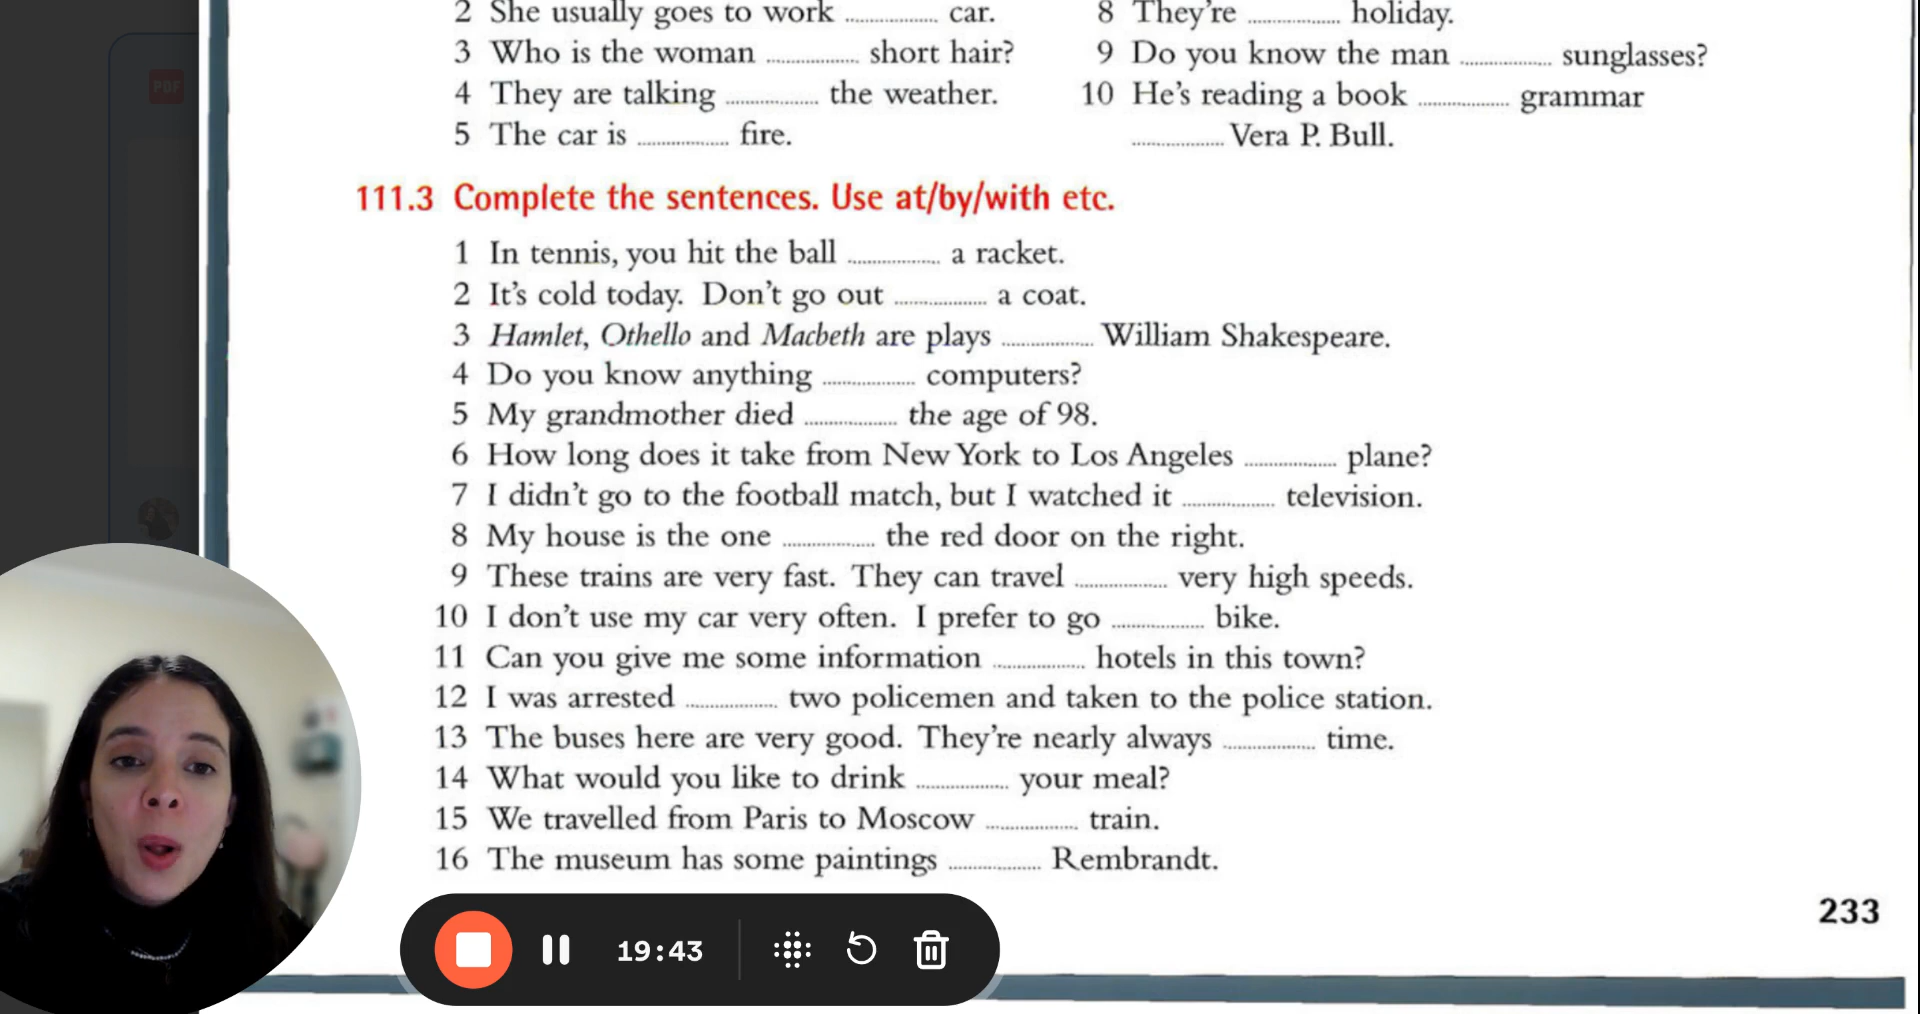 PDF
2 She usually goes to work ................ car.
3 Who is the woman ................ short hair?
4 They are talking ................ the weather.
5 The car is ................ fire.
8 They're ................ holiday.
9 Do you know the man ................ sunglasses?
10 He's reading a book ................ grammar
................ Vera P. Bull.
111.3 Complete the sentences. Use at/by/with etc.
1 In tennis, you hit the ball ................ a racket.
2 It's cold today. Don't go out ................ a coat.
3 Hamlet, Othello and Macbeth are plays ................ William Shakespeare.
4 Do you know anything ................ computers?
5 My grandmother died ................ the age of 98.
6 How long does it take from New York to Los Angeles ................ plane?
7 I didn't go to the football match, but I watched it ................ television.
8 My house is the one ................ the red door on the right.
9 These trains are very fast. They can travel ................ very high speeds.
10 I don't use my car very often. I prefer to go ................ bike.
11 Can you give me some information ................ hotels in this town?
12 I was arrested ................ two policemen and taken to the police station.
13 The buses here are very good. They're nearly always ................ time.
14 What would you like to drink ................ your meal?
15 We travelled from Paris to Moscow ................ train.
16 The museum has some paintings ................ Rembrandt.
233
19:43